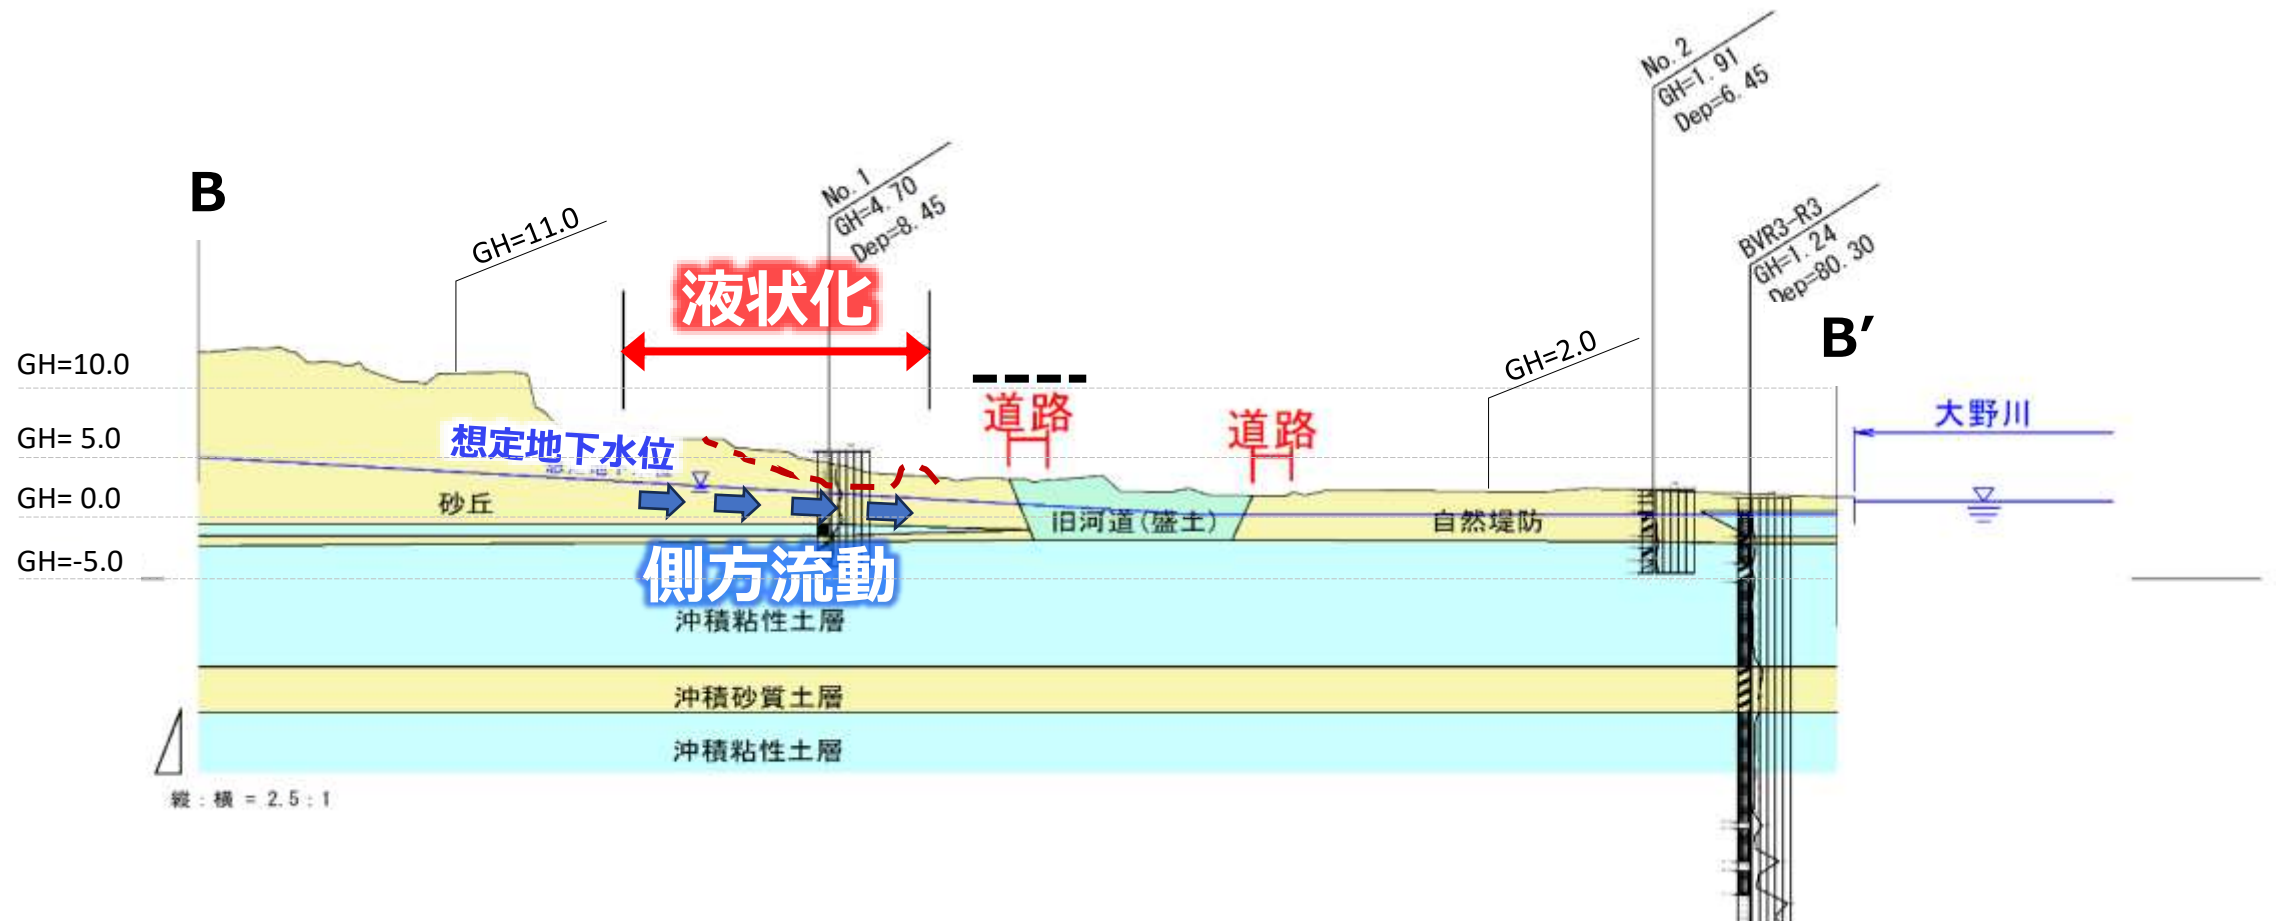 No.2
GH=1.91
Dep=6.45
No.1
GH=4.70
Dep=8.45
B
GH=11.0
BVR3-R3
GH=1.24
Dep=80.30
液状化
B′
GH=2.0
GH=10.0
道路
道路
大野川
GH= 5.0
想定地下水位
GH= 0.0
砂丘
旧河道(盛土)
自然堤防
GH=-5.0
側方流動
沖積粘性土層
沖積砂質土層
沖積粘性土層
縦:横 = 2.5:1